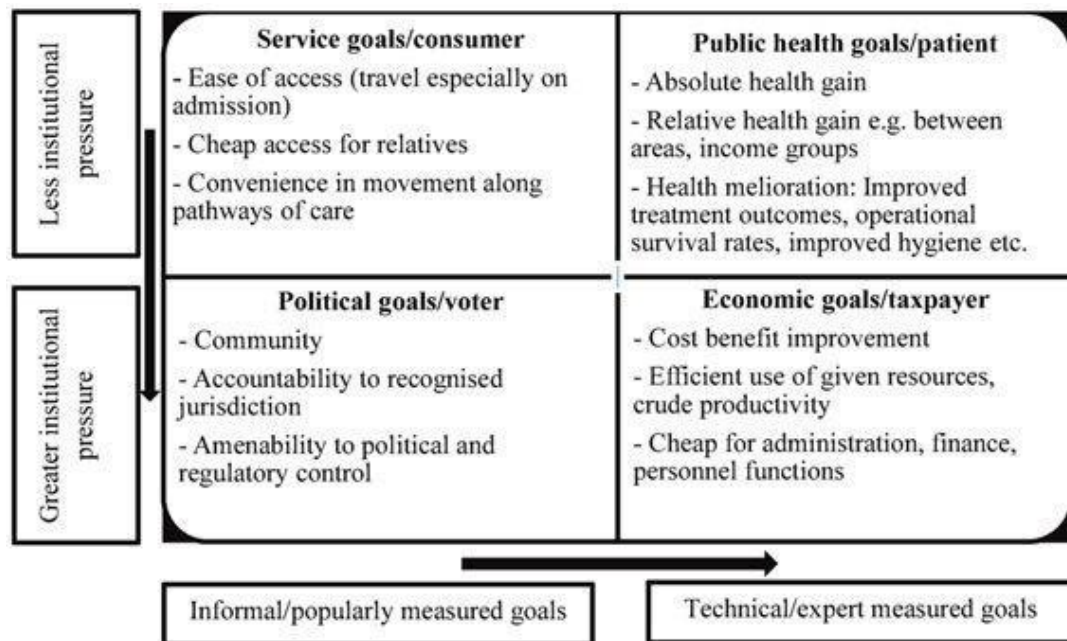 Less institutional
pressure
Service goals/consumer
- Ease of access (travel especially on
admission)
- Cheap access for relatives
- Convenience in movement along
pathways of care
Public health goals/patient
- Absolute health gain
- Relative health gain e.g. between
areas, income groups
- Health melioration: Improved
treatment outcomes, operational
survival rates, improved hygiene etc.
Greater institutional
pressure
Political goals/voter
- Community
- Accountability to recognised
jurisdiction
- Amenability to political and
regulatory control
Economic goals/taxpayer
- Cost benefit improvement
- Efficient use of given resources,
crude productivity
- Cheap for administration, finance,
personnel functions
Informal/popularly measured goals
Technical/expert measured goals